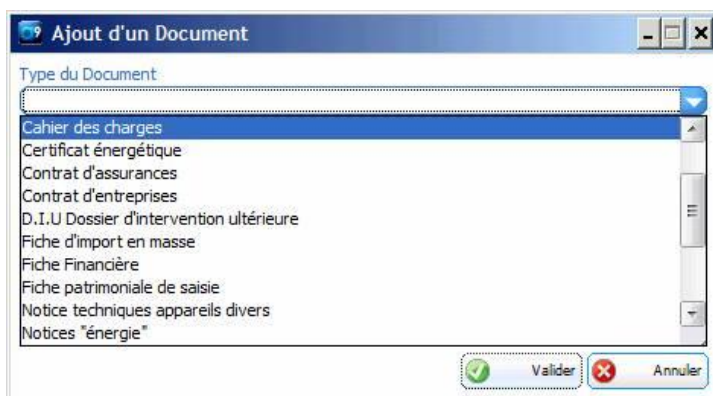 Ajout d'un Document
Type du Document
Cahier des charges
Certificat énergétique
Contrat d'assurances
Contrat d'entreprises
D.I.U Dossier d'intervention ultérieure
Fiche d'import en masse
Fiche Financière
Fiche patrimoniale de saisie
Notice techniques appareils divers
Notices "énergie"
Valider Annuler